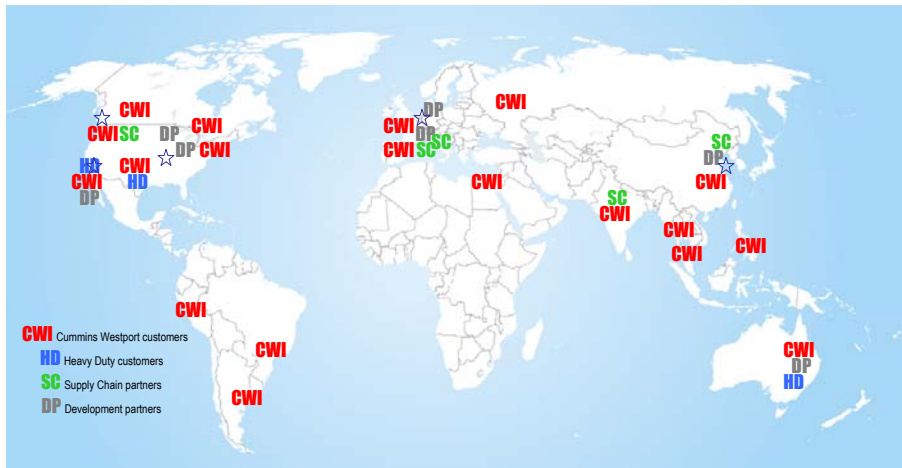 CWI
CWI SC
DP
CWI
DP CWI
HD
CWI
CWI
HD
DP
DP
CWI
DP
SC
CWI SC
CWI
CWI
SC
DP
CWI
SC
CWI
CWI
CWI
CWI
CWI
CWI
CWI
CWI
DP
HD
CWI Cummins Westport customers
HD Heavy Duty customers
SC Supply Chain partners
DP Development partners